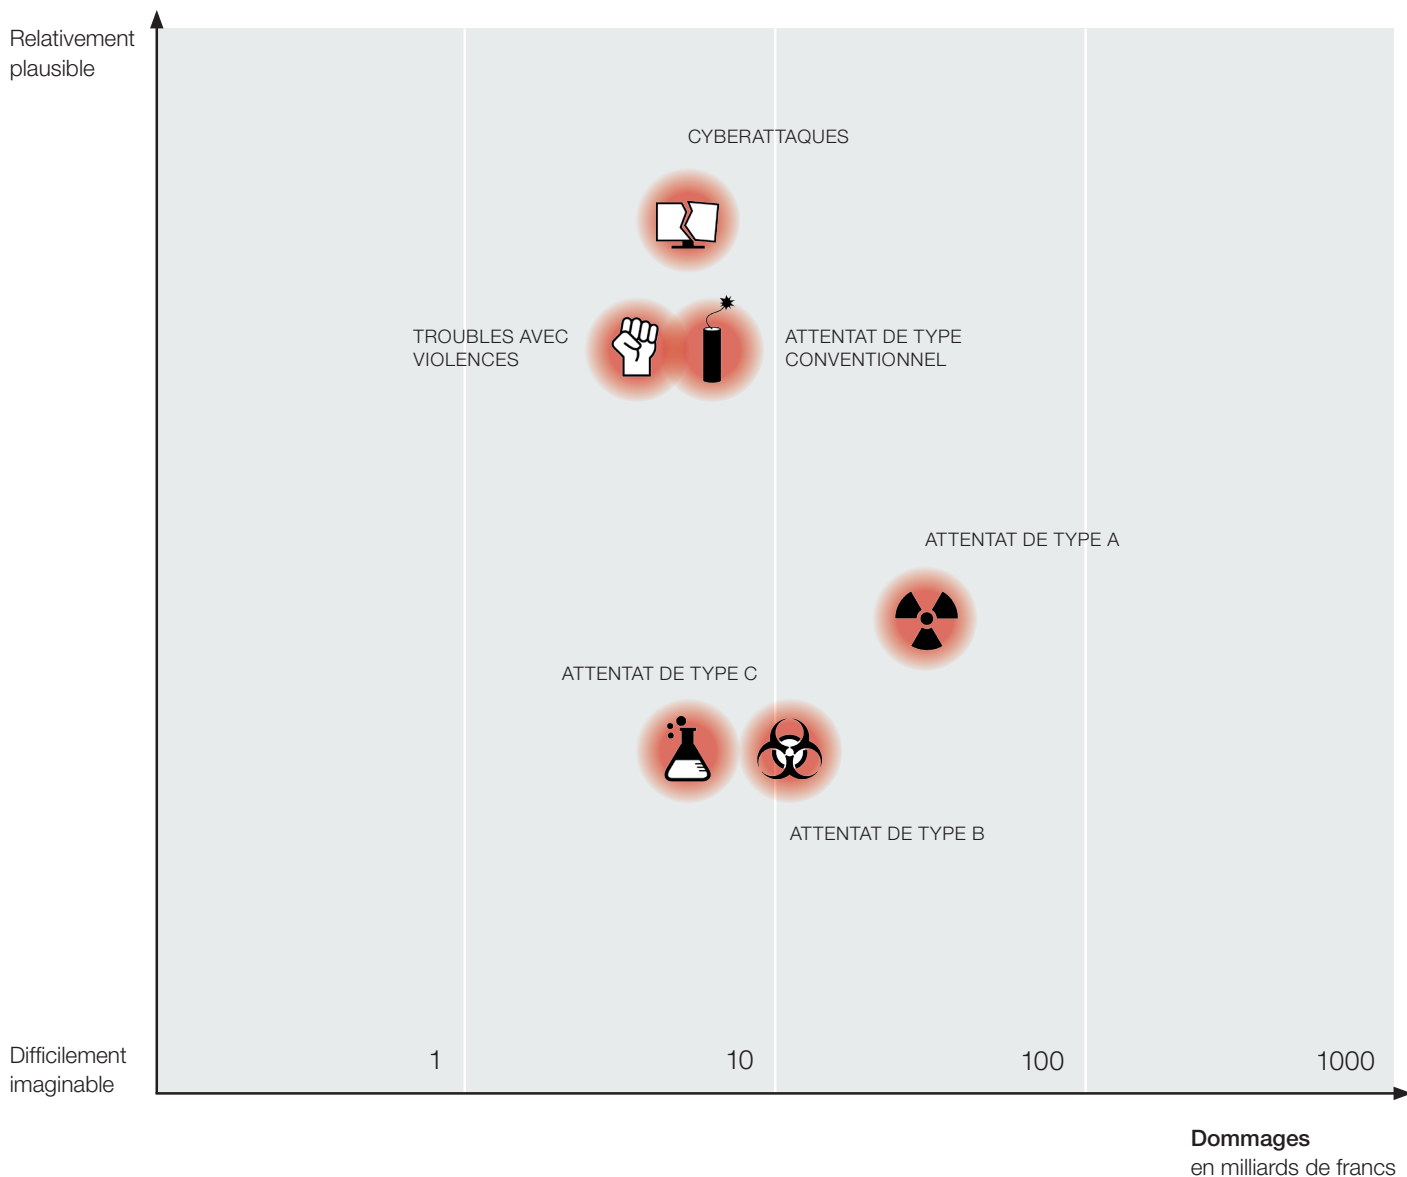 Relativement
plausible
CYBERATTAQUES
TROUBLES AVEC
VIOLENCES
ATTENTAT DE TYPE
CONVENTIONNEL
ATTENTAT DE TYPE A
ATTENTAT DE TYPE C
ATTENTAT DE TYPE B
Difficilement
imaginable
1
10
100
1000
Dommages
en milliards de francs